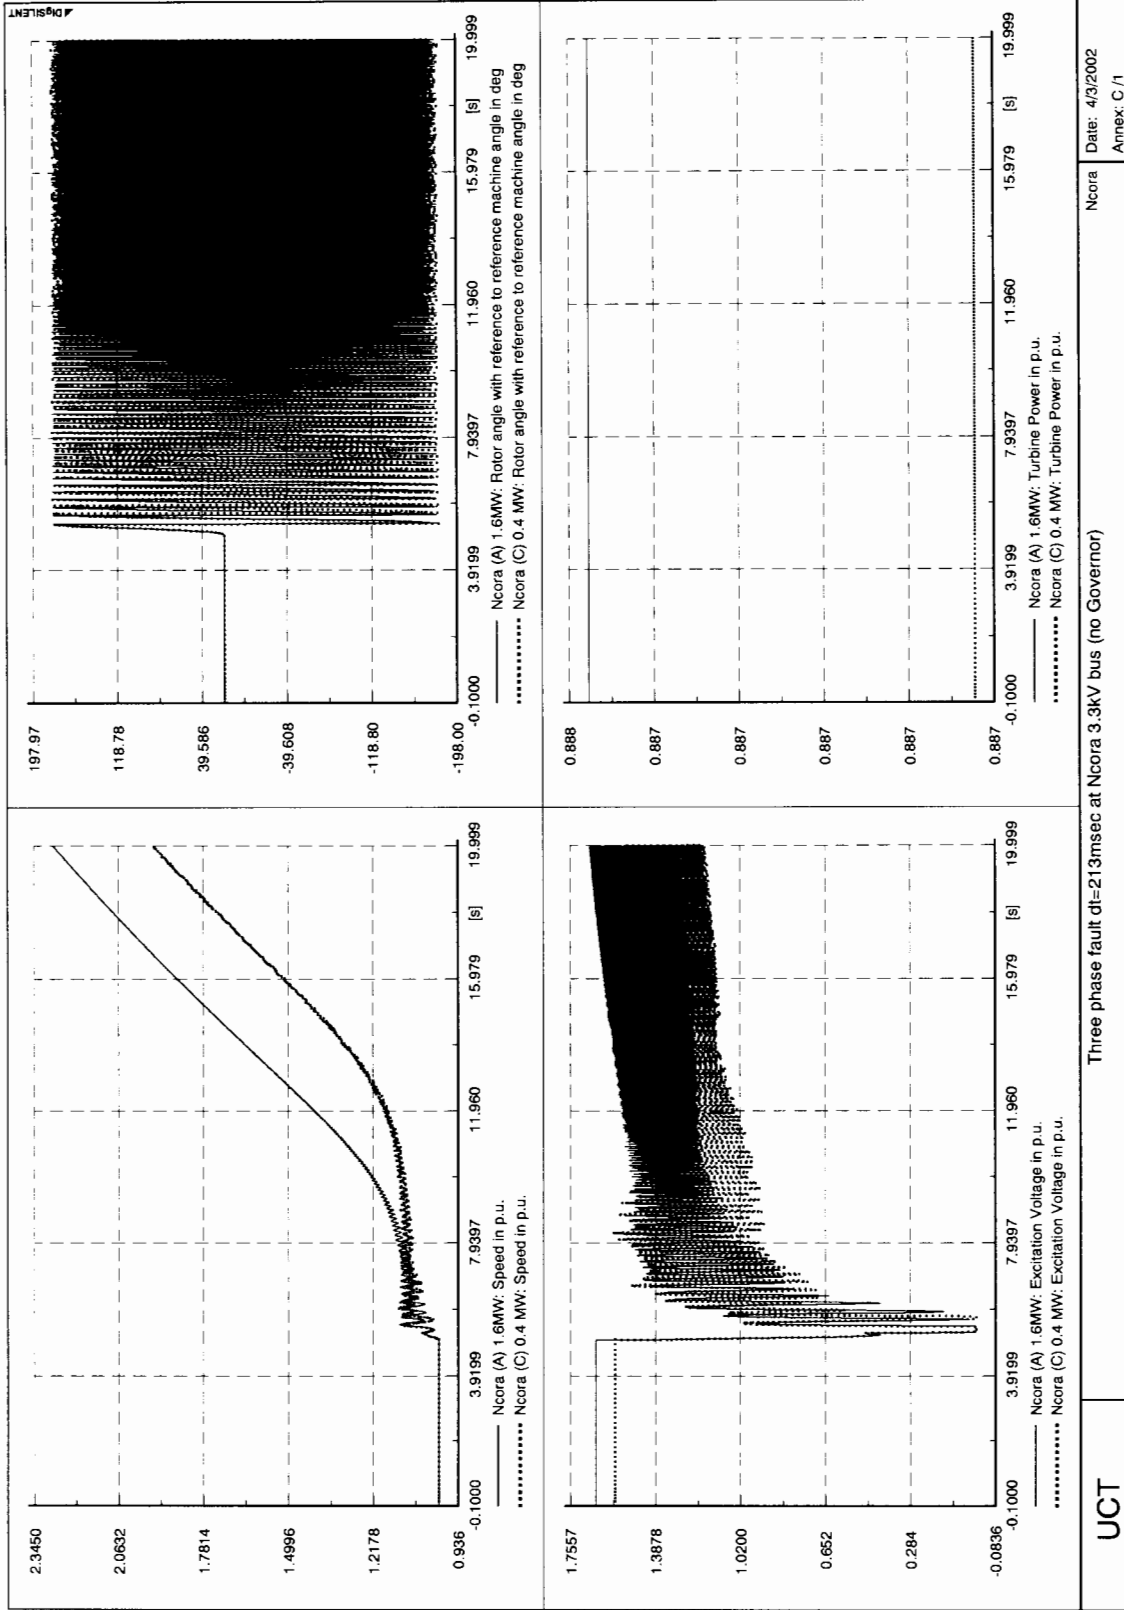 DIgSILENT
2.3450
2.0632
1.7814
1.4996
1.2178
0.936
-0.1000
3.9199
7.9397
11.960
15.979
[s]
19.999
Ncora (A) 1.6MW: Speed in p.u.
Ncora (C) 0.4 MW: Speed in p.u.
197.97
118.78
39.586
-39.608
-118.80
-198.00
-0.1000
3.9199
7.9397
11.960
15.979
[s]
19.999
Ncora (A) 1.6MW: Rotor angle with reference to reference machine angle in deg
Ncora (C) 0.4 MW: Rotor angle with reference to reference machine angle in deg
1.7557
1.3878
1.0200
0.6522
0.2844
-0.0836
-0.1000
3.9199
7.9397
11.960
15.979
[s]
19.999
Ncora (A) 1.6MW: Excitation Voltage in p.u.
Ncora (C) 0.4 MW: Excitation Voltage in p.u.
0.888
0.887
0.887
0.887
0.887
0.887
-0.1000
3.9199
7.9397
11.960
15.979
[s]
19.999
Ncora (A) 1.6MW: Turbine Power in p.u.
Ncora (C) 0.4 MW: Turbine Power in p.u.
UCT
Three phase fault dt=213msec at Ncora 3.3kV bus (no Governor)
Ncora
Date: 4/3/2002
Annex: C /1